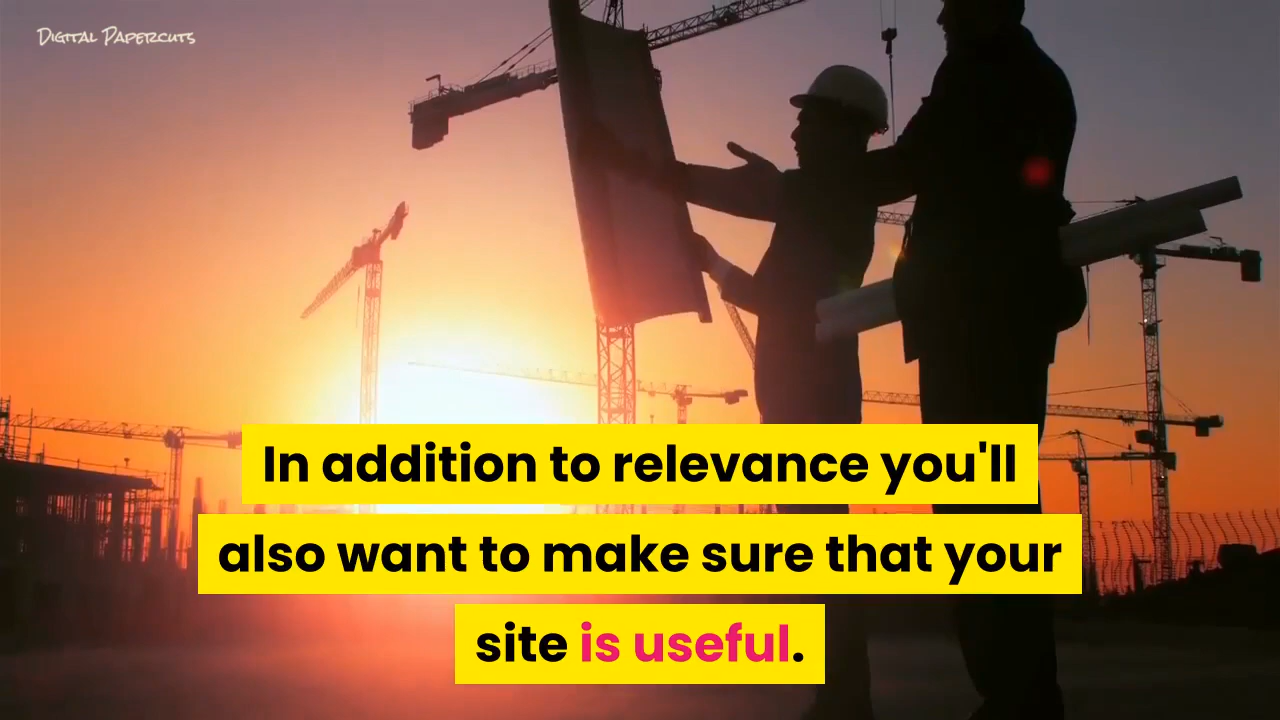 Digital Papercuts
In addition to relevance you'll
also want to make sure that your
site is useful.